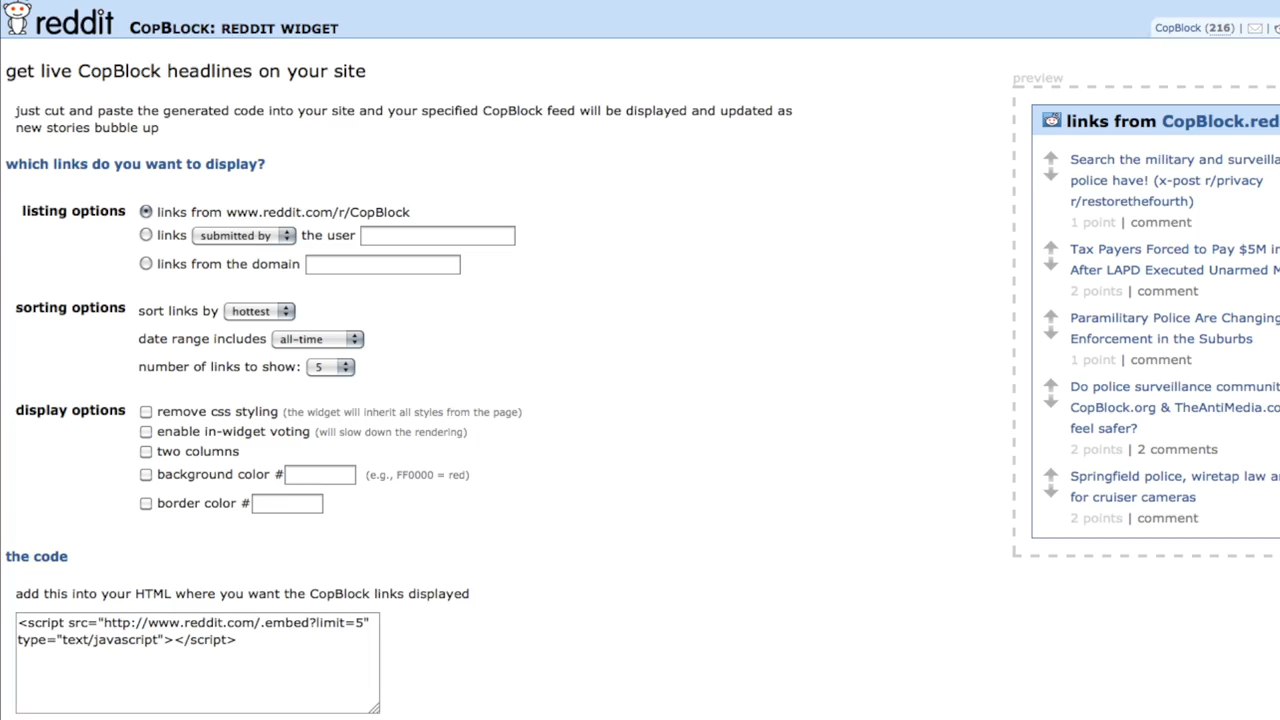 reddit COPBLOCK: REDDIT WIDGET
CopBlock (216) | |
get live CopBlock headlines on your site
just cut and paste the generated code into your site and your specified CopBlock feed will be displayed and updated as
new stories bubble up
which links do you want to display?
listing options links from www.reddit.com/r/CopBlock
links submitted by the user
links from the domain
sorting options sort links by hottest
date range includes all-time
number of links to show: 5
display options remove css styling (the widget will inherit all styles from the page)
enable in-widget voting (will slow down the rendering)
two columns
background color # (e.g., FF0000 = red)
border color #
the code
add this into your HTML where you want the CopBlock links displayed
<script src="http://www.reddit.com/.embed?limit=5"
type="text/javascript"></script>
preview
links from CopBlock.red
Search the military and surveilla
police have! (x-post r/privacy
r/restorethefourth)
1 point | comment
Tax Payers Forced to Pay $5M in
After LAPD Executed Unarmed M
2 points | comment
Paramilitary Police Are Changing
Enforcement in the Suburbs
1 point | comment
Do police surveillance communit
CopBlock.org & TheAntiMedia.co
feel safer?
2 points | 2 comments
Springfield police, wiretap law a
for cruiser cameras
2 points | comment